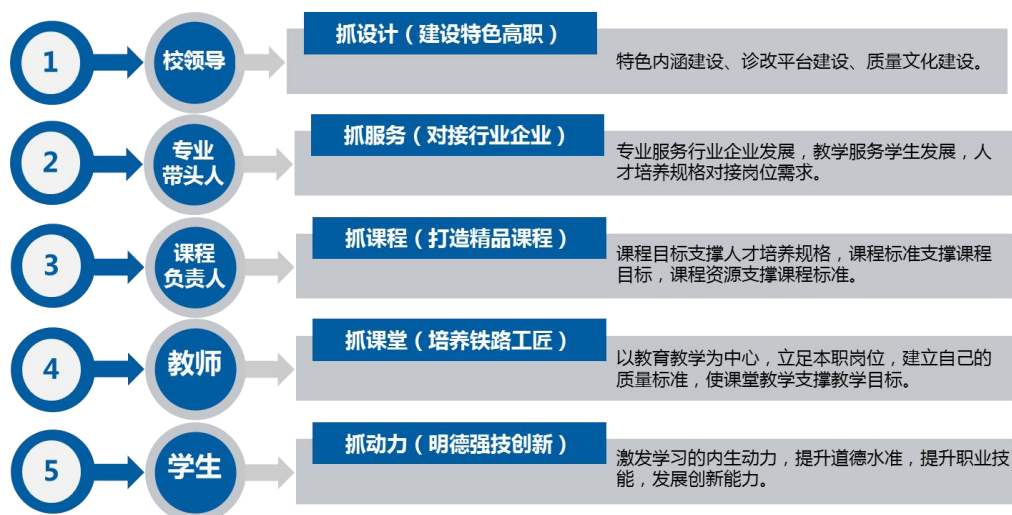 1
校领导
抓设计（建设特色高职）
特色内涵建设、诊改平台建设、质量文化建设。
2
专业
带头人
抓服务（对接行业企业）
专业服务行业企业发展，教学服务学生发展，人
才培养规格对接岗位需求。
3
课程
负责人
抓课程（打造精品课程）
课程目标支撑人才培养规格，课程标准支撑课程
目标，课程资源支撑课程标准。
4
教师
抓课堂（培养铁路工匠）
以教育教学为中心，立足本职岗位，建立自己的
质量标准，使课堂教学支撑教学目标。
5
学生
抓动力（明德强技创新）
激发学习的内生动力，提升道德水准，提升职业技
能，发展创新能力。